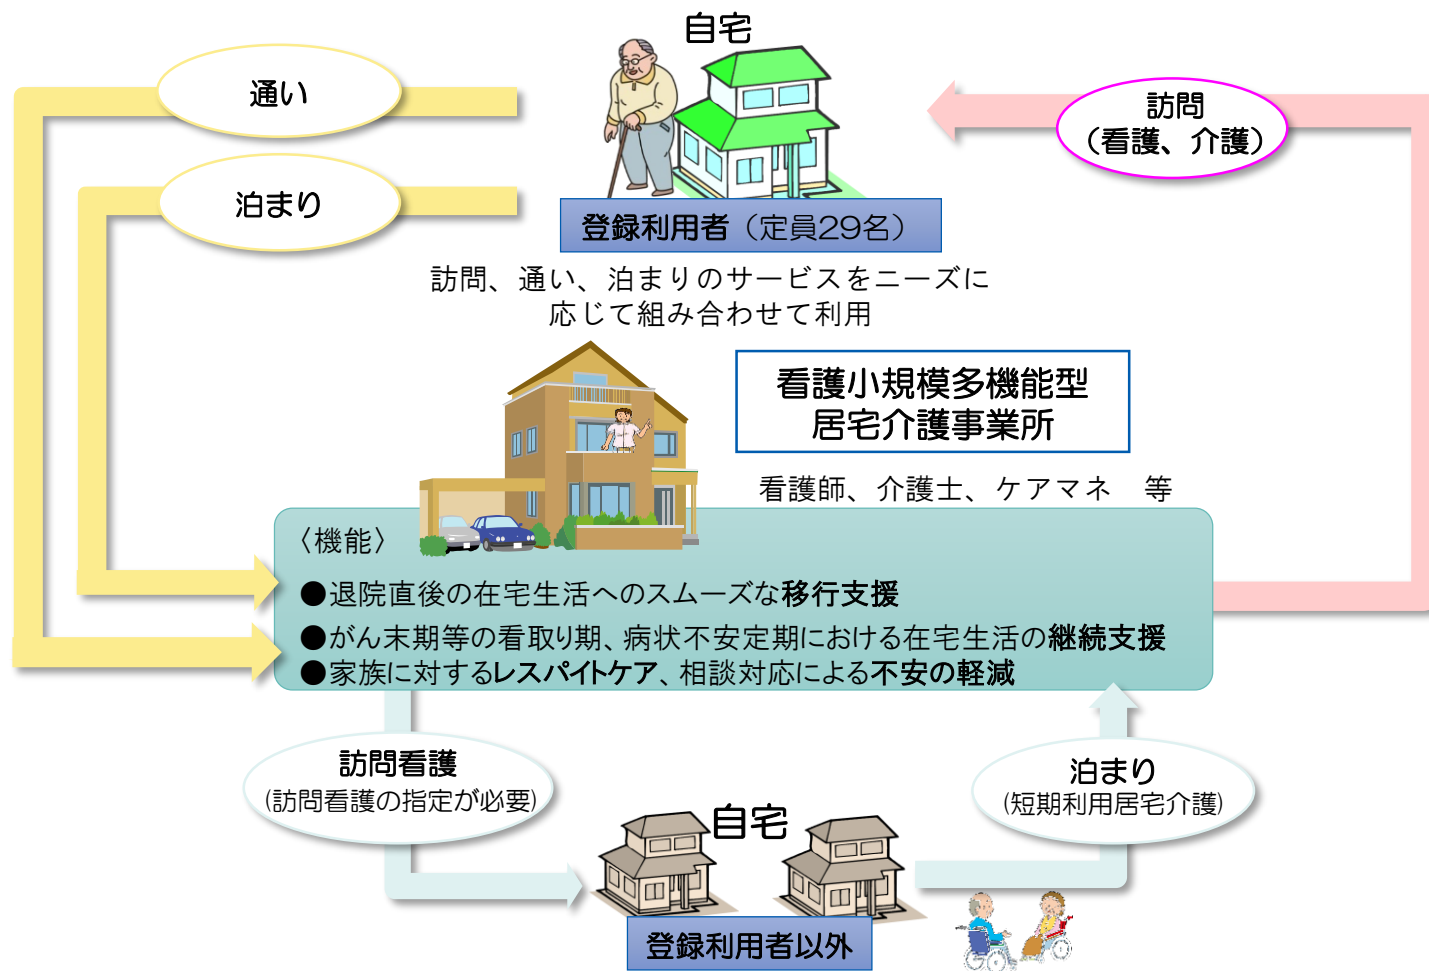 自宅
通い
訪問
（看護、介護）
泊まり
登録利用者（定員29名）
訪問、通い、泊まりのサービスをニーズに
応じて組み合わせて利用
看護小規模多機能型
居宅介護事業所
看護師、介護士、ケアマネ　等
〈機能〉
●退院直後の在宅生活へのスムーズな移行支援
●がん末期等の看取り期、病状不安定期における在宅生活の継続支援
●家族に対するレスパイトケア、相談対応による不安の軽減
訪問看護
(訪問看護の指定が必要)
泊まり
(短期利用居宅介護)
自宅
登録利用者以外